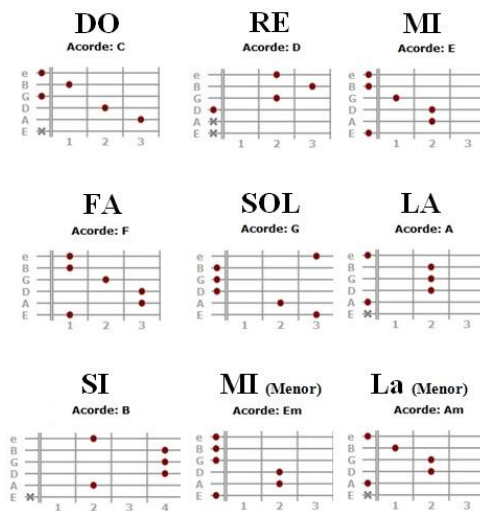 DO
Acorde: C
e
B
G
D
A
E
1 2 3
RE
Acorde: D
e
B
G
D
A
E
1 2 3
MI
Acorde: E
e
B
G
D
A
E
1 2 3
FA
Acorde: F
e
B
G
D
A
E
1 2 3
SOL
Acorde: G
e
B
G
D
A
E
1 2 3
LA
Acorde: A
e
B
G
D
A
E
1 2 3
SI
Acorde: B
e
B
G
D
A
E
1 2 3 4
MI (Menor)
Acorde: Em
e
B
G
D
A
E
1 2 3
La (Menor)
Acorde: Am
e
B
G
D
A
E
1 2 3